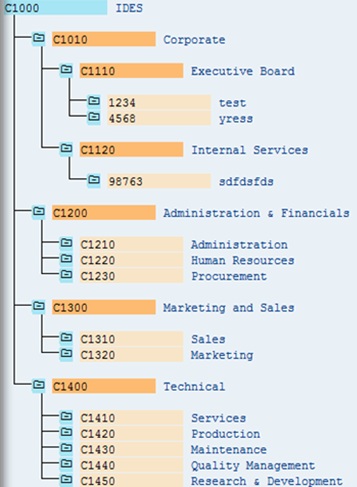 C1000 IDES
C1010 Corporate
C1110 Executive Board
1234 test
4568 yress
C1120 Internal Services
98763 sdfdsfds
C1200 Administration & Financials
C1210 Administration
C1220 Human Resources
C1230 Procurement
C1300 Marketing and Sales
C1310 Sales
C1320 Marketing
C1400 Technical
C1410 Services
C1420 Production
C1430 Maintenance
C1440 Quality Management
C1450 Research & Development